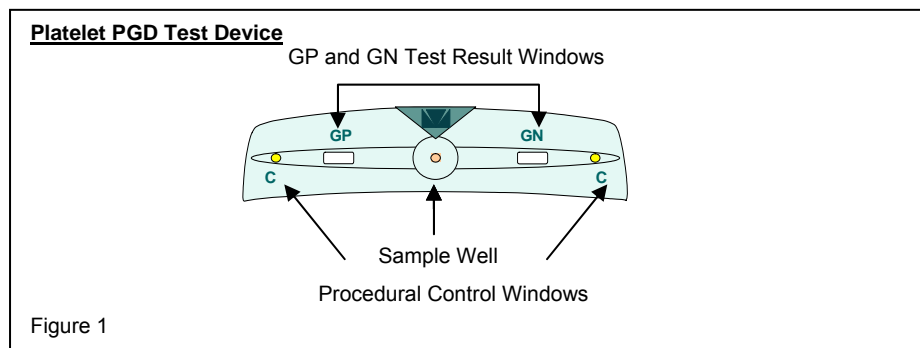 Platelet PGD Test Device
GP and GN Test Result Windows
GP GN
C C
Sample Well
Procedural Control Windows
Figure 1